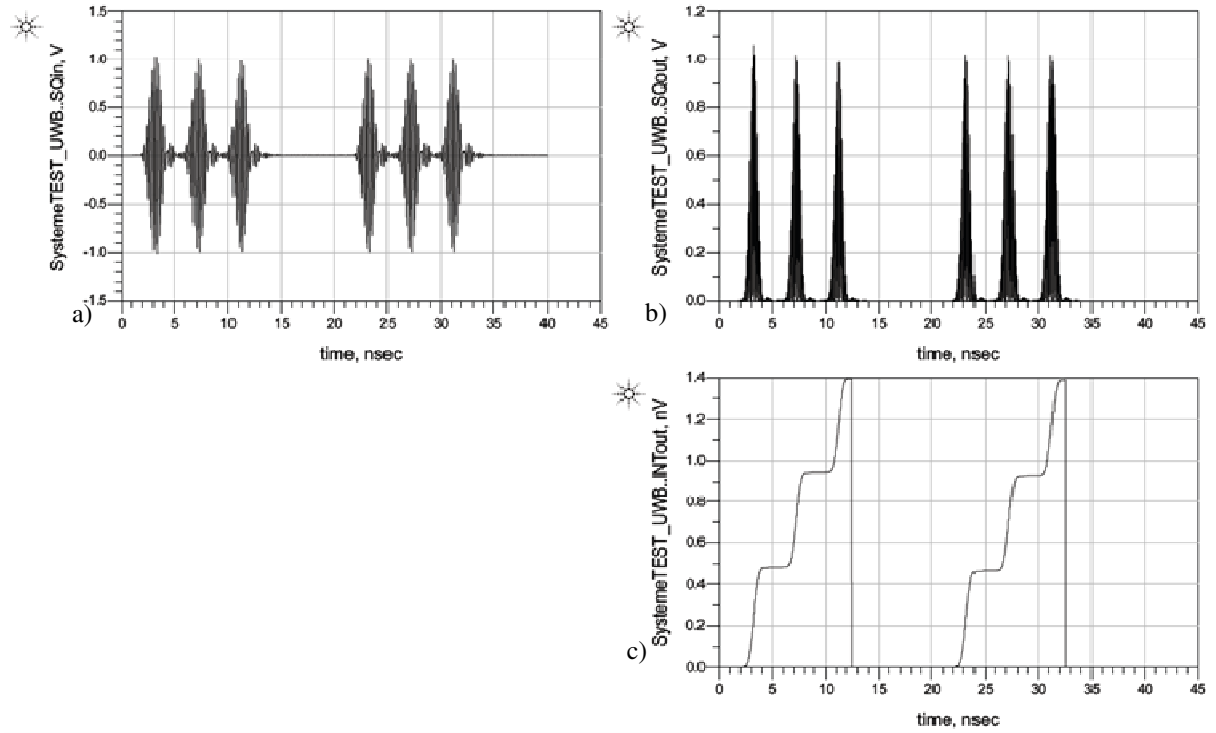 1.5
1.0
0.5
0.0
-0.5
-1.0
-1.5
SystemeTEST_UWB..SQin, V
a)
0 5 10 15 20 25 30 35 40 45
time, nsec
1.2
1.0
0.8
0.6
0.4
0.2
0.0
SystemeTEST_UWB..SQout, V
b)
0 5 10 15 20 25 30 35 40 45
time, nsec
1.4
1.2
1.0
0.8
0.6
0.4
0.2
0.0
SystemeTEST_UWB..INTout, nV
c)
0 5 10 15 20 25 30 35 40 45
time, nsec